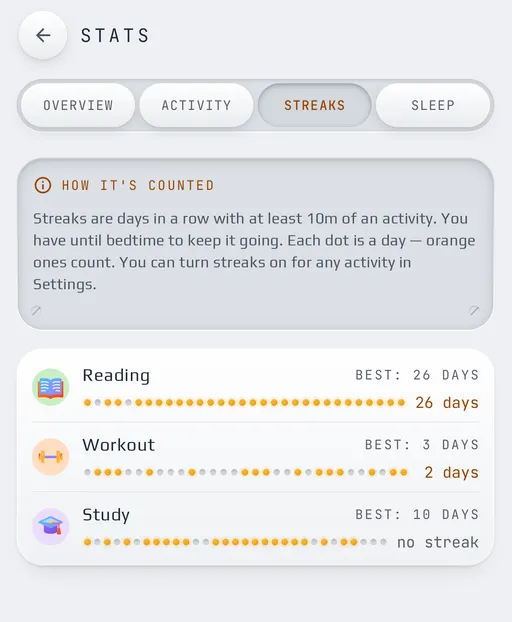 STATS
OVERVIEW ACTIVITY STREAKS SLEEP
HOW IT'S COUNTED
Streaks are days in a row with at least 10m of an activity. You
have until bedtime to keep it going. Each dot is a day — orange
ones count. You can turn streaks on for any activity in
Settings.
Reading BEST: 26 DAYS
26 days
Workout BEST: 3 DAYS
2 days
Study BEST: 10 DAYS
no streak